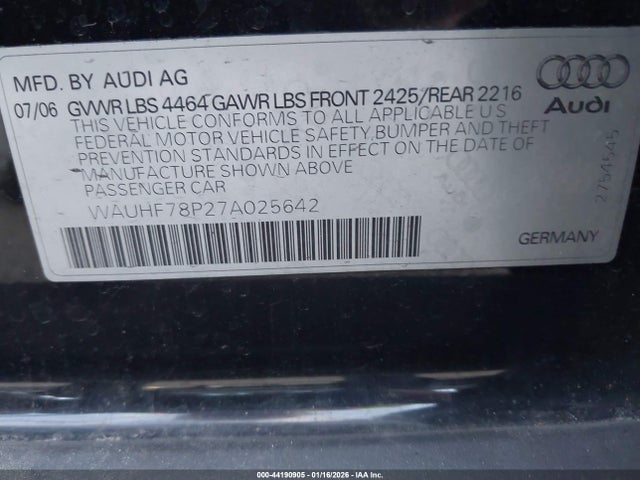 MFD. BY AUDI AG
07/06 GVWR LBS 4464 GAWR LBS FRONT 2425/REAR 2216
THIS VEHICLE CONFORMS TO ALL APPLICABLE U S
FEDERAL MOTOR VEHICLE SAFETY,BUMPER AND THEFT
PREVENTION STANDARDS IN EFFECT ON THE DATE OF
MANUFACTURE SHOWN ABOVE
PASSENGER CAR
WAUHF78P27A025642
Audi
2754545
GERMANY
000-44190905 - 01/16/2026 - IAA Inc.